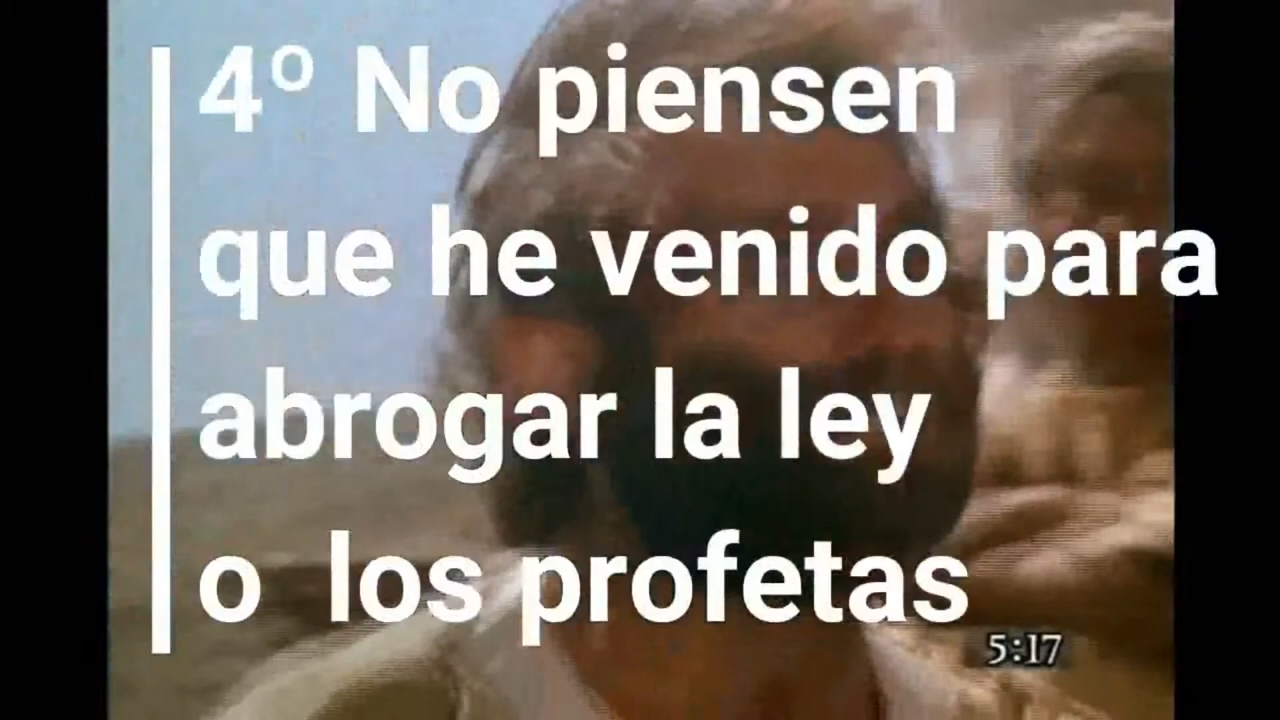 4º No piensen
que he venido para
abrogar la ley
o los profetas
5:17